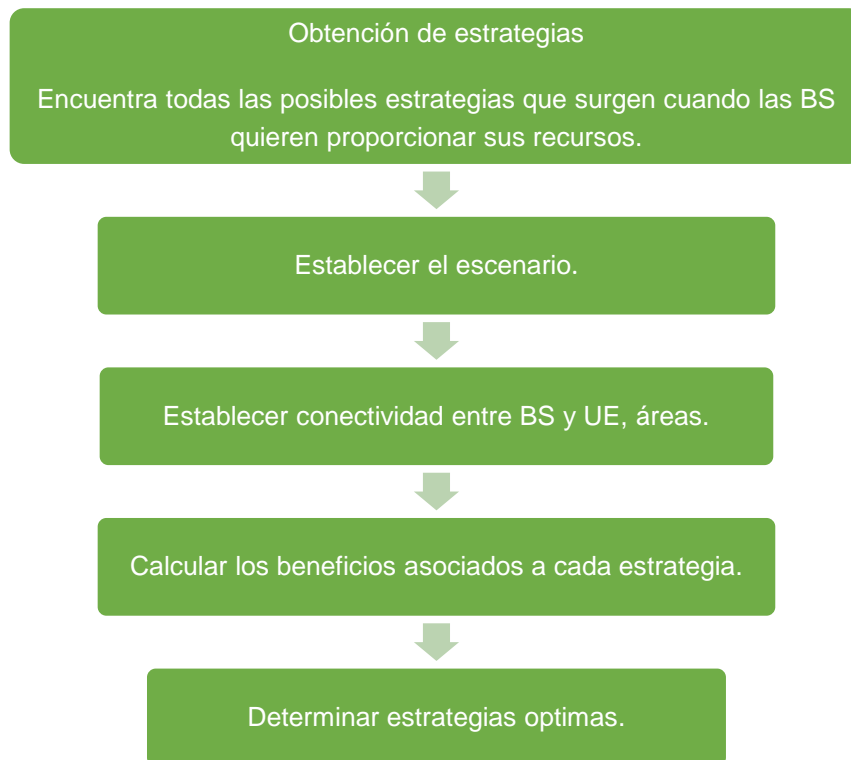 Obtención de estrategias
Encuentra todas las posibles estrategias que surgen cuando las BS
quieren proporcionar sus recursos.
Establecer el escenario.
Establecer conectividad entre BS y UE, áreas.
Calcular los beneficios asociados a cada estrategia.
Determinar estrategias optimas.